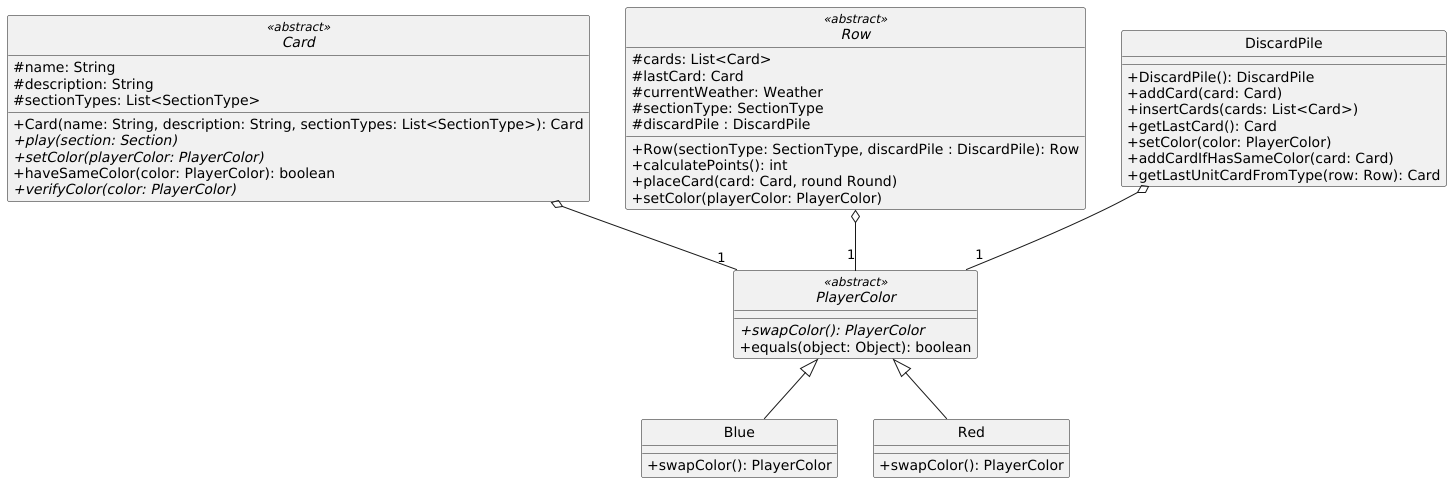 «abstract»
Card
#name: String
#description: String
#sectionTypes: List<SectionType>
+Card(name: String, description: String, sectionTypes: List<SectionType>): Card
+play(section: Section)
+setColor(playerColor: PlayerColor)
+haveSameColor(color: PlayerColor): boolean
+verifyColor(color: PlayerColor)
«abstract»
Row
#cards: List<Card>
#lastCard: Card
#currentWeather: Weather
#sectionType: SectionType
#discardPile : DiscardPile
+Row(sectionType: SectionType, discardPile : DiscardPile): Row
+calculatePoints(): int
+placeCard(card: Card, round Round)
+setColor(playerColor: PlayerColor)
DiscardPile
+DiscardPile(): DiscardPile
+addCard(card: Card)
+insertCards(cards: List<Card>)
+getLastCard(): Card
+setColor(color: PlayerColor)
+addCardIfHasSameColor(card: Card)
+getLastUnitCardFromType(row: Row): Card
1
1
1
«abstract»
PlayerColor
+swapColor(): PlayerColor
+equals(object: Object): boolean
Blue
+swapColor(): PlayerColor
Red
+swapColor(): PlayerColor